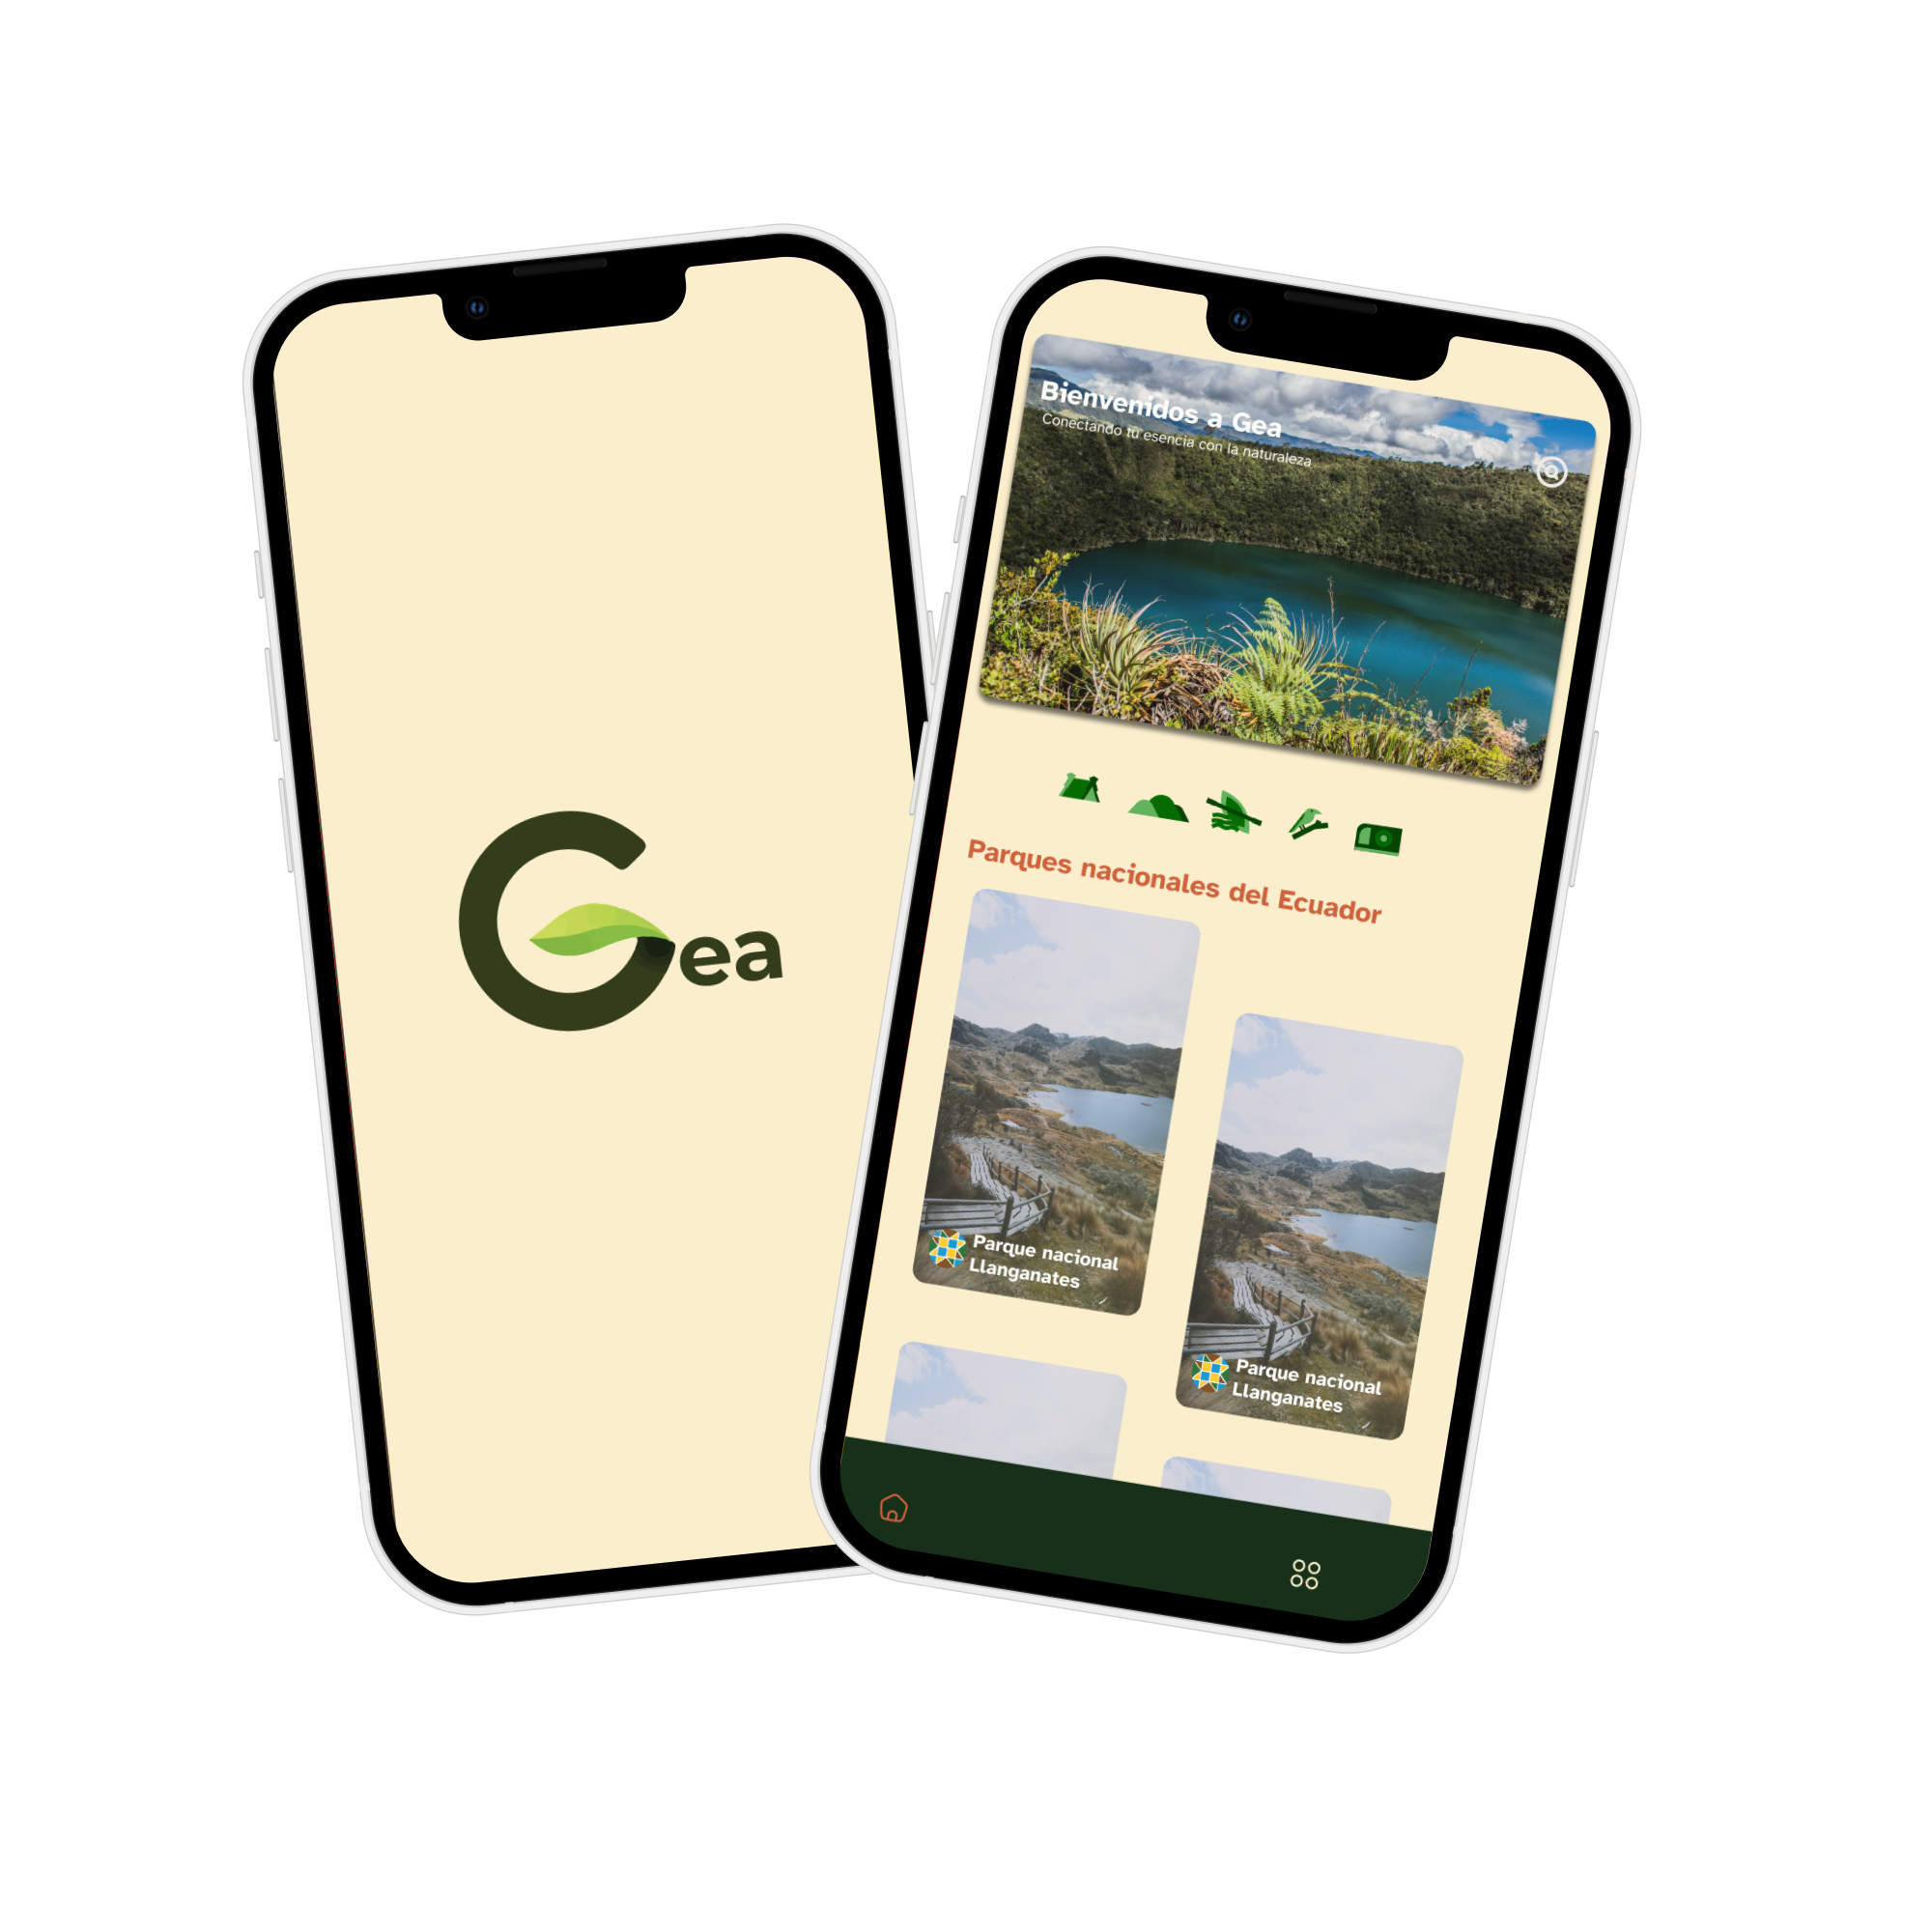 Gea
Bienvenidos a Gea
Conectando tu esencia con la naturaleza
Parques nacionales del Ecuador
Parque nacional
Llanganates
Parque nacional
Llanganates